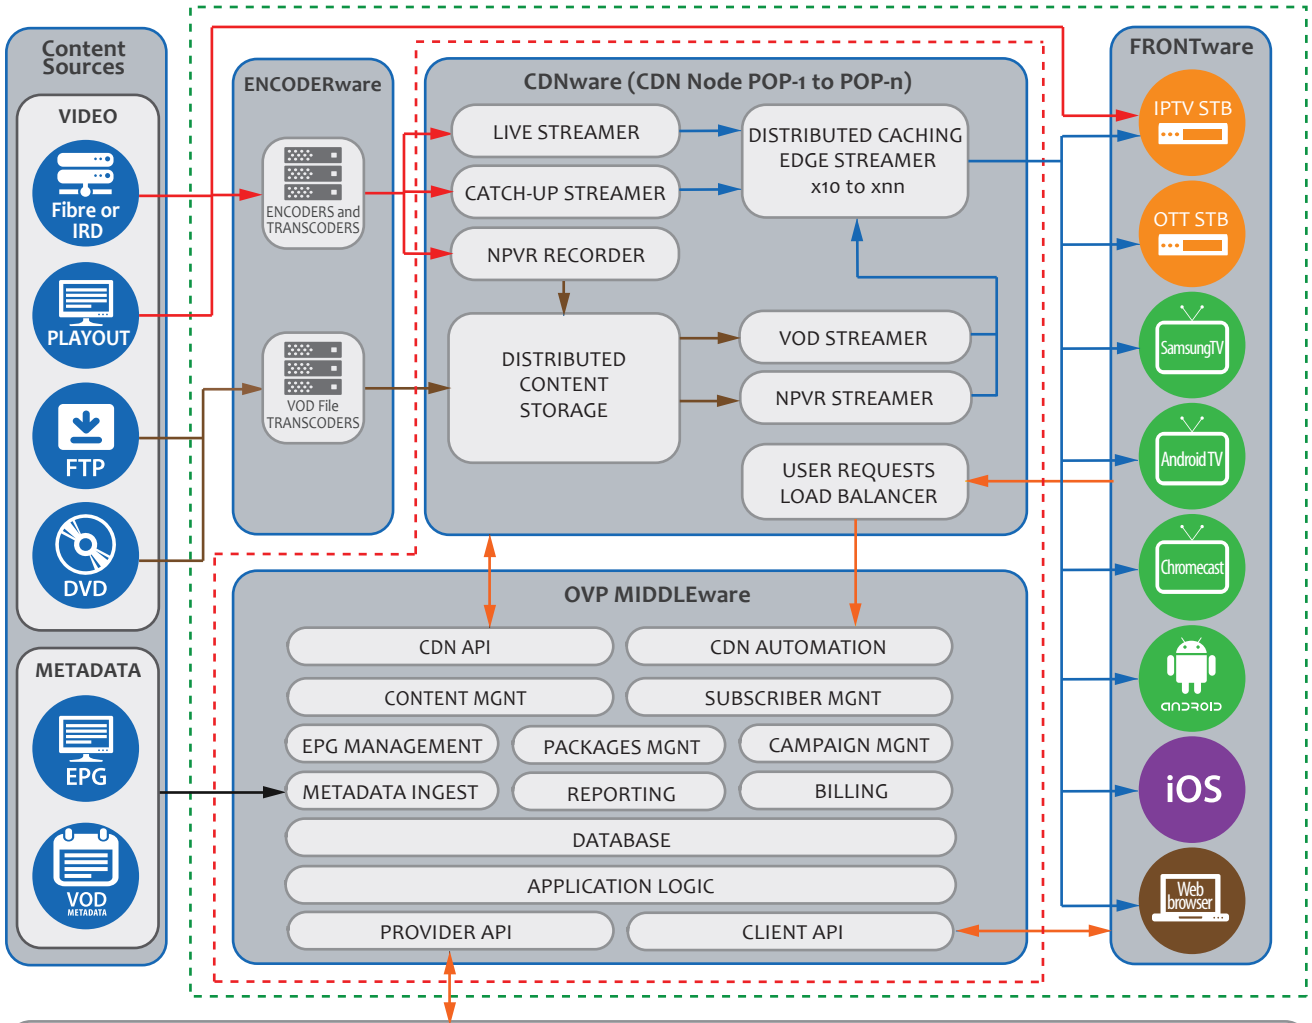 Content
Sources
VIDEO
Fibre or
IRD
PLAYOUT
FTP
DVD
METADATA
EPG
VOD
METADATA
ENCODERware
ENCODERS and
TRANSCODERS
VOD File
TRANSCODERS
CDNware (CDN Node POP-1 to POP-n)
LIVE STREAMER
CATCH-UP STREAMER
NPVR RECORDER
DISTRIBUTED CACHING
EDGE STREAMER
x10 to xnn
DISTRIBUTED
CONTENT
STORAGE
VOD STREAMER
NPVR STREAMER
USER REQUESTS
LOAD BALANCER
OVP MIDDLEware
CDN API
CDN AUTOMATION
CONTENT MGNT
SUBSCRIBER MGNT
EPG MANAGEMENT
PACKAGES MGNT
CAMPAIGN MGNT
METADATA INGEST
REPORTING
BILLING
DATABASE
APPLICATION LOGIC
PROVIDER API
CLIENT API
FRONTware
IPTV STB
OTT STB
SamsungTV
Android TV
Chromecast
ANDROID
iOS
Web
browser